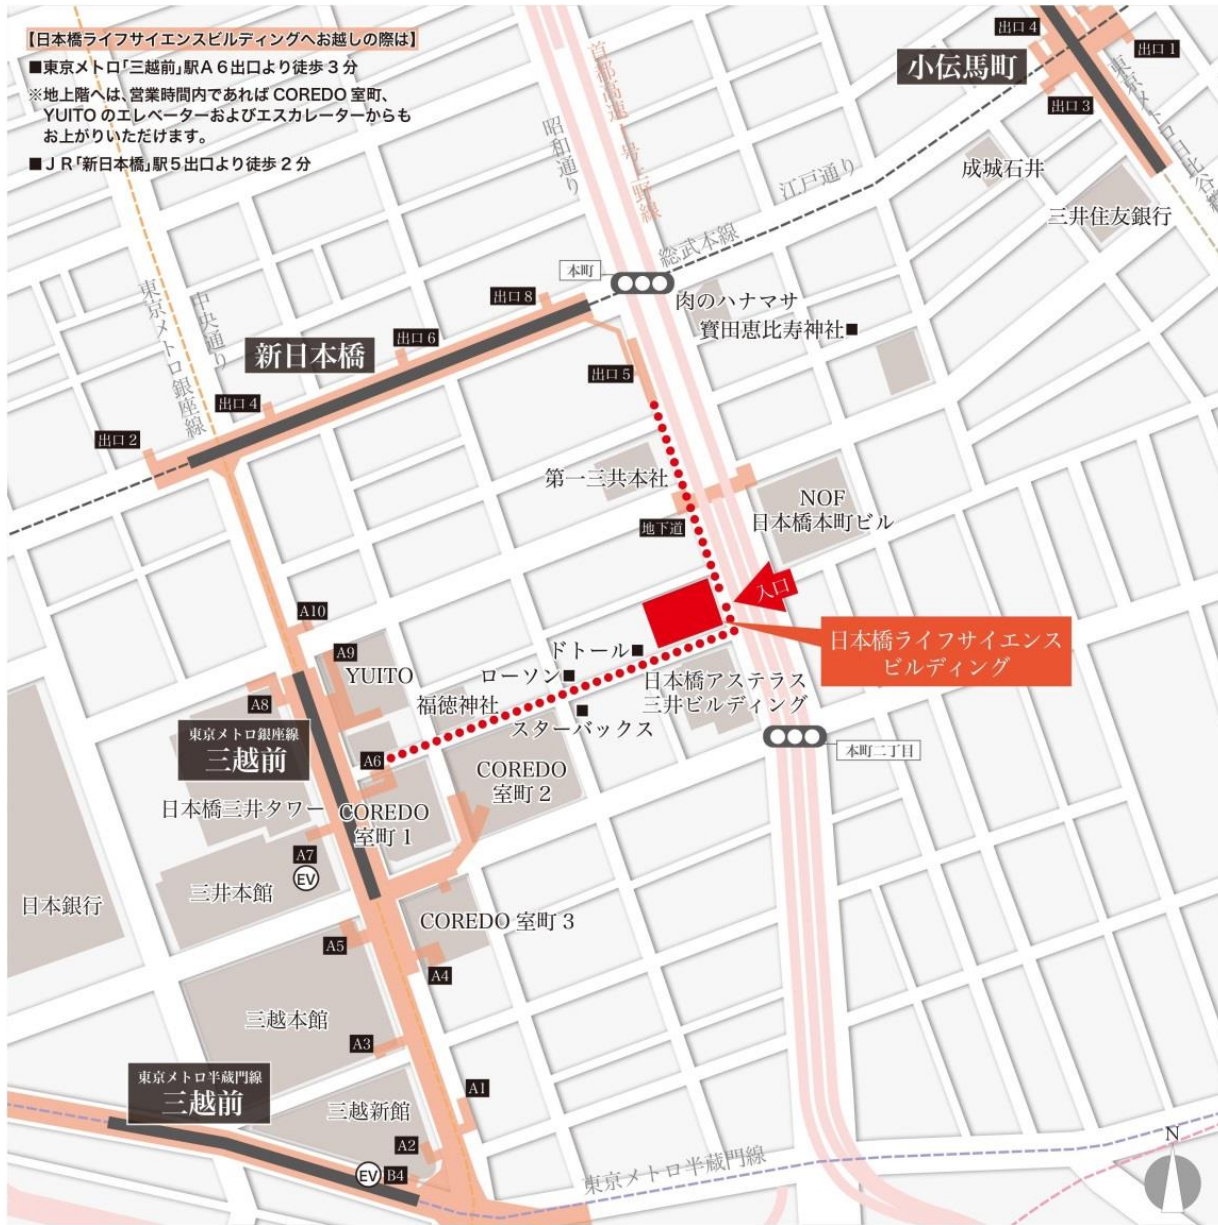 【日本橋ライフサイエンスビルディングへお越しの際は】
■東京メトロ「三越前」駅A6出口より徒歩3分
※地上階へは、営業時間内であれば COREDO 室町、
YUITO のエレベーターおよびエスカレーターからも
お上がりいただけます。
■JR「新日本橋」駅5出口より徒歩2分
出口4
出口1
小伝馬町
出口3
東京メトロ日比谷線
首都高速一号上野線
昭和通り
江戸通り
成城石井
三井住友銀行
総武本線
本町
東京メトロ銀座線
中央通り
出口8
肉のハナマサ
寳田恵比寿神社■
出口6
新日本橋
出口5
出口4
出口2
第一三共本社
NOF
日本橋本町ビル
地下道
入口
A10
日本橋ライフサイエンス
ビルディング
A9
YUITO
ドトール■
ローソン■
日本橋アステラス
三井ビルディング
福徳神社
A8
スターバックス
東京メトロ銀座線
三越前
A6
本町二丁目
COREDO
室町 2
日本橋三井タワー
COREDO
室町 1
A7
EV
三井本館
日本銀行
COREDO 室町 3
A5
A4
三越本館
A3
東京メトロ半蔵門線
三越前
A1
三越新館
A2
EV
B4
東京メトロ半蔵門線
N